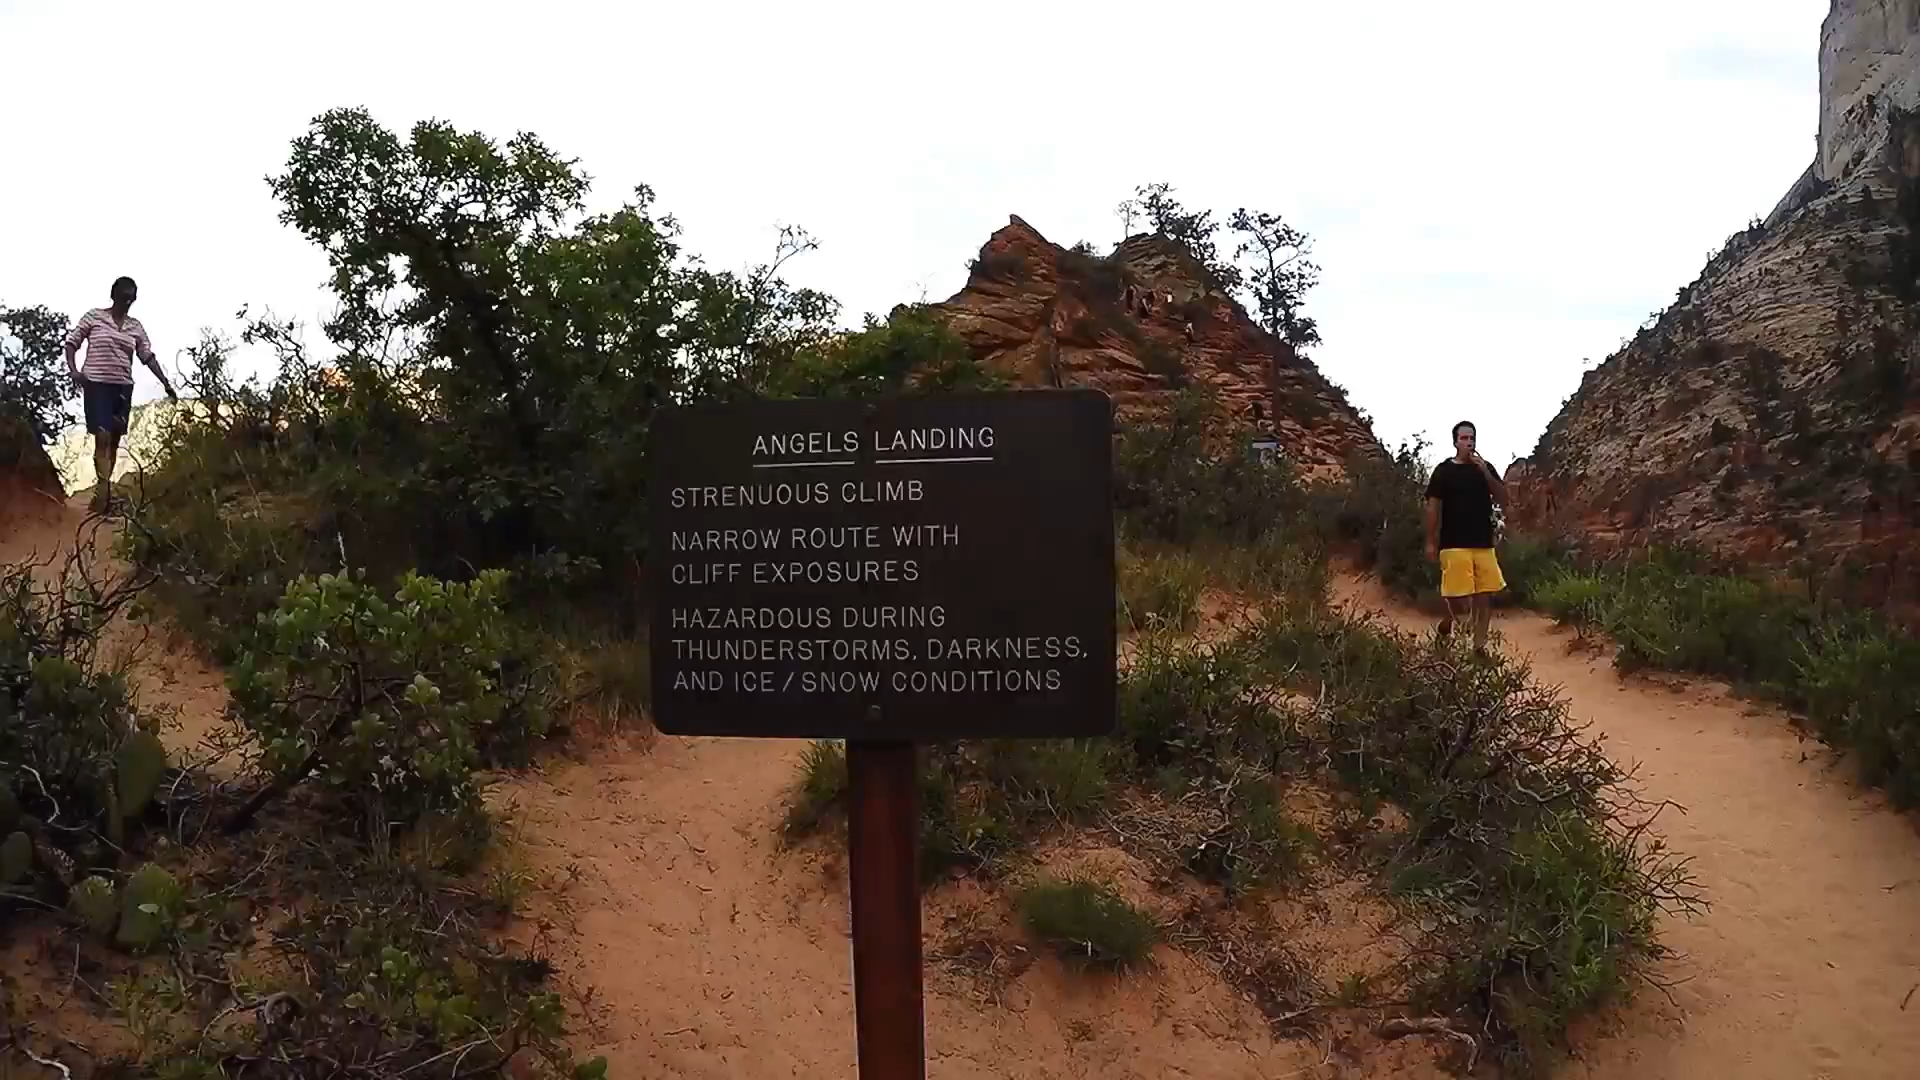 ANGELS LANDING
STRENUOUS CLIMB
NARROW ROUTE WITH
CLIFF EXPOSURES
HAZARDOUS DURING
THUNDERSTORMS, DARKNESS,
AND ICE/SNOW CONDITIONS